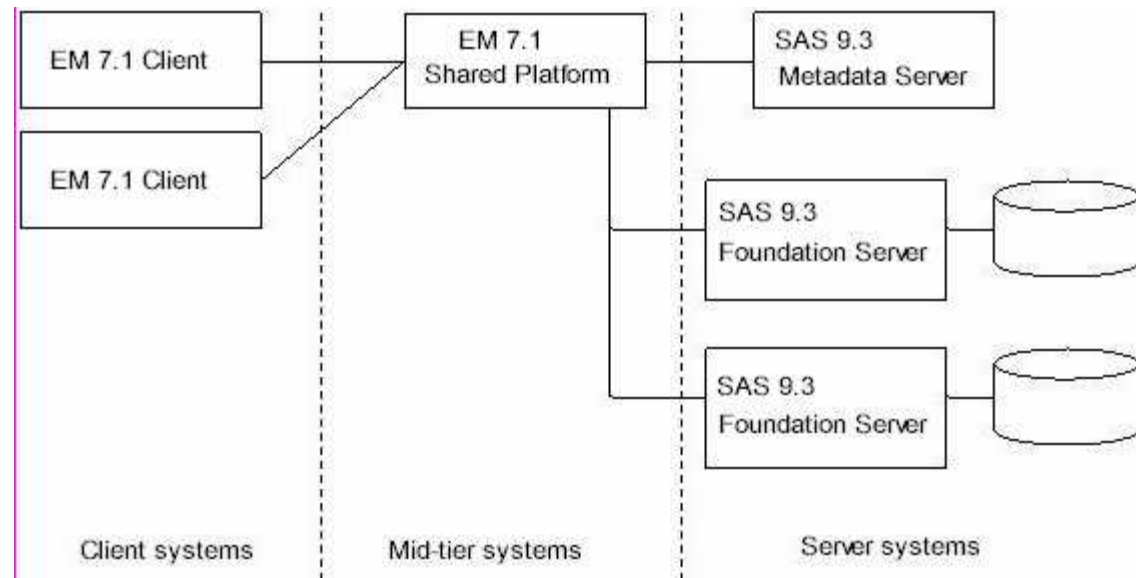 EM 7.1 Client
EM 7.1
Shared Platform
SAS 9.3
Metadata Server
EM 7.1 Client
SAS 9.3
Foundation Server
SAS 9.3
Foundation Server
Client systems
Mid-tier systems
Server systems